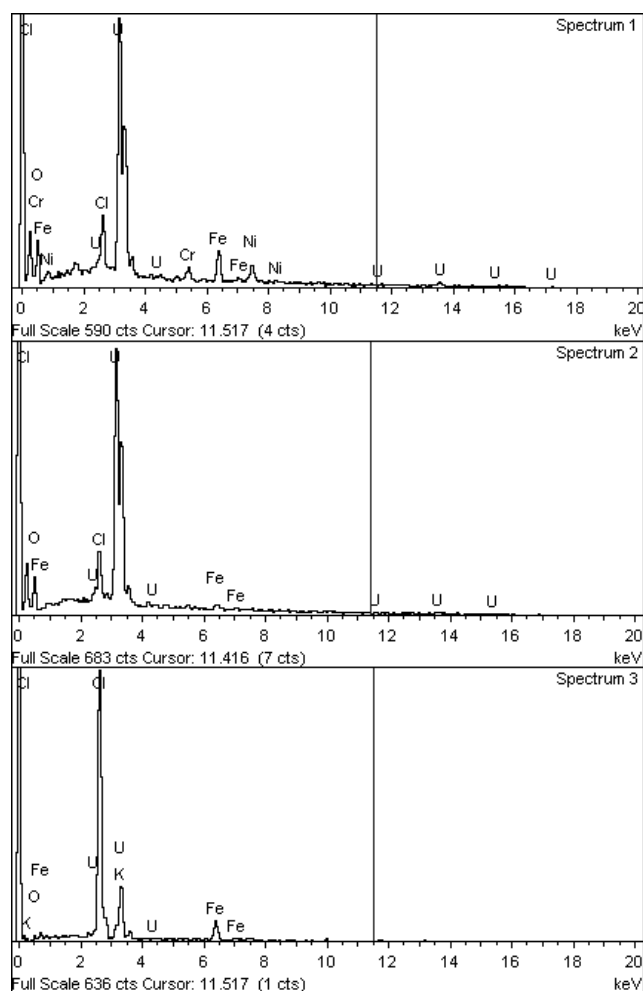 Spectrum 1
Cl U
O
Cr Cl
Fe U U Cr Fe Ni
Ni Fe Ni U U U U
0 2 4 6 8 10 12 14 16 18 20
Full Scale 590 cts Cursor: 11.517 (4 cts) keV
Spectrum 2
Cl U
O Cl
Fe U U Fe Fe U U U
0 2 4 6 8 10 12 14 16 18 20
Full Scale 683 cts Cursor: 11.416 (7 cts) keV
Spectrum 3
Cl Cl
Fe U U
O K
K U Fe Fe
0 2 4 6 8 10 12 14 16 18 20
Full Scale 636 cts Cursor: 11.517 (1 cts) keV